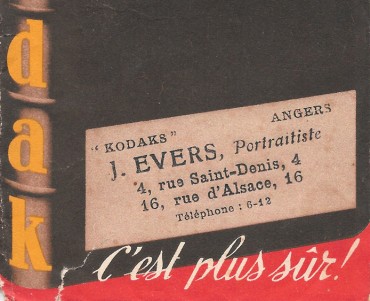 dak
"KODAKS" ANGERS
J. EVERS, Portraitiste
4, rue Saint-Denis, 4
16, rue d'Alsace, 16
Téléphone : 6-12
C'est plus sûr!